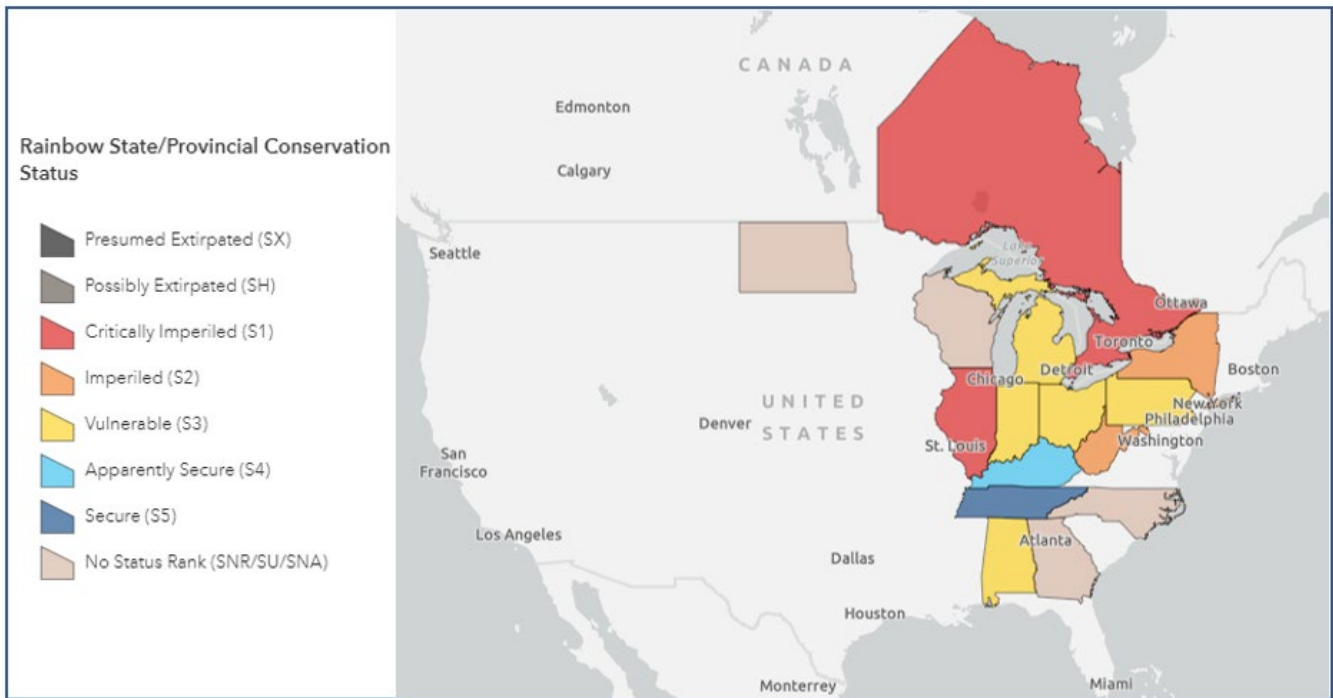 Rainbow State/Provincial Conservation
Status
Presumed Extirpated (SX)
Possibly Extirpated (SH)
Critically Imperiled (S1)
Imperiled (S2)
Vulnerable (S3)
Apparently Secure (S4)
Secure (S5)
No Status Rank (SNR/SU/SNA)
CANADA
Edmonton
Calgary
Seattle
Lake
Superior
Ottawa
Toronto
Chicago
Detroit
Boston
New York
Philadelphia
Washington
UNITED
STATES
Denver
St. Louis
San
Francisco
Los Angeles
Atlanta
Dallas
Houston
Monterrey
Miami